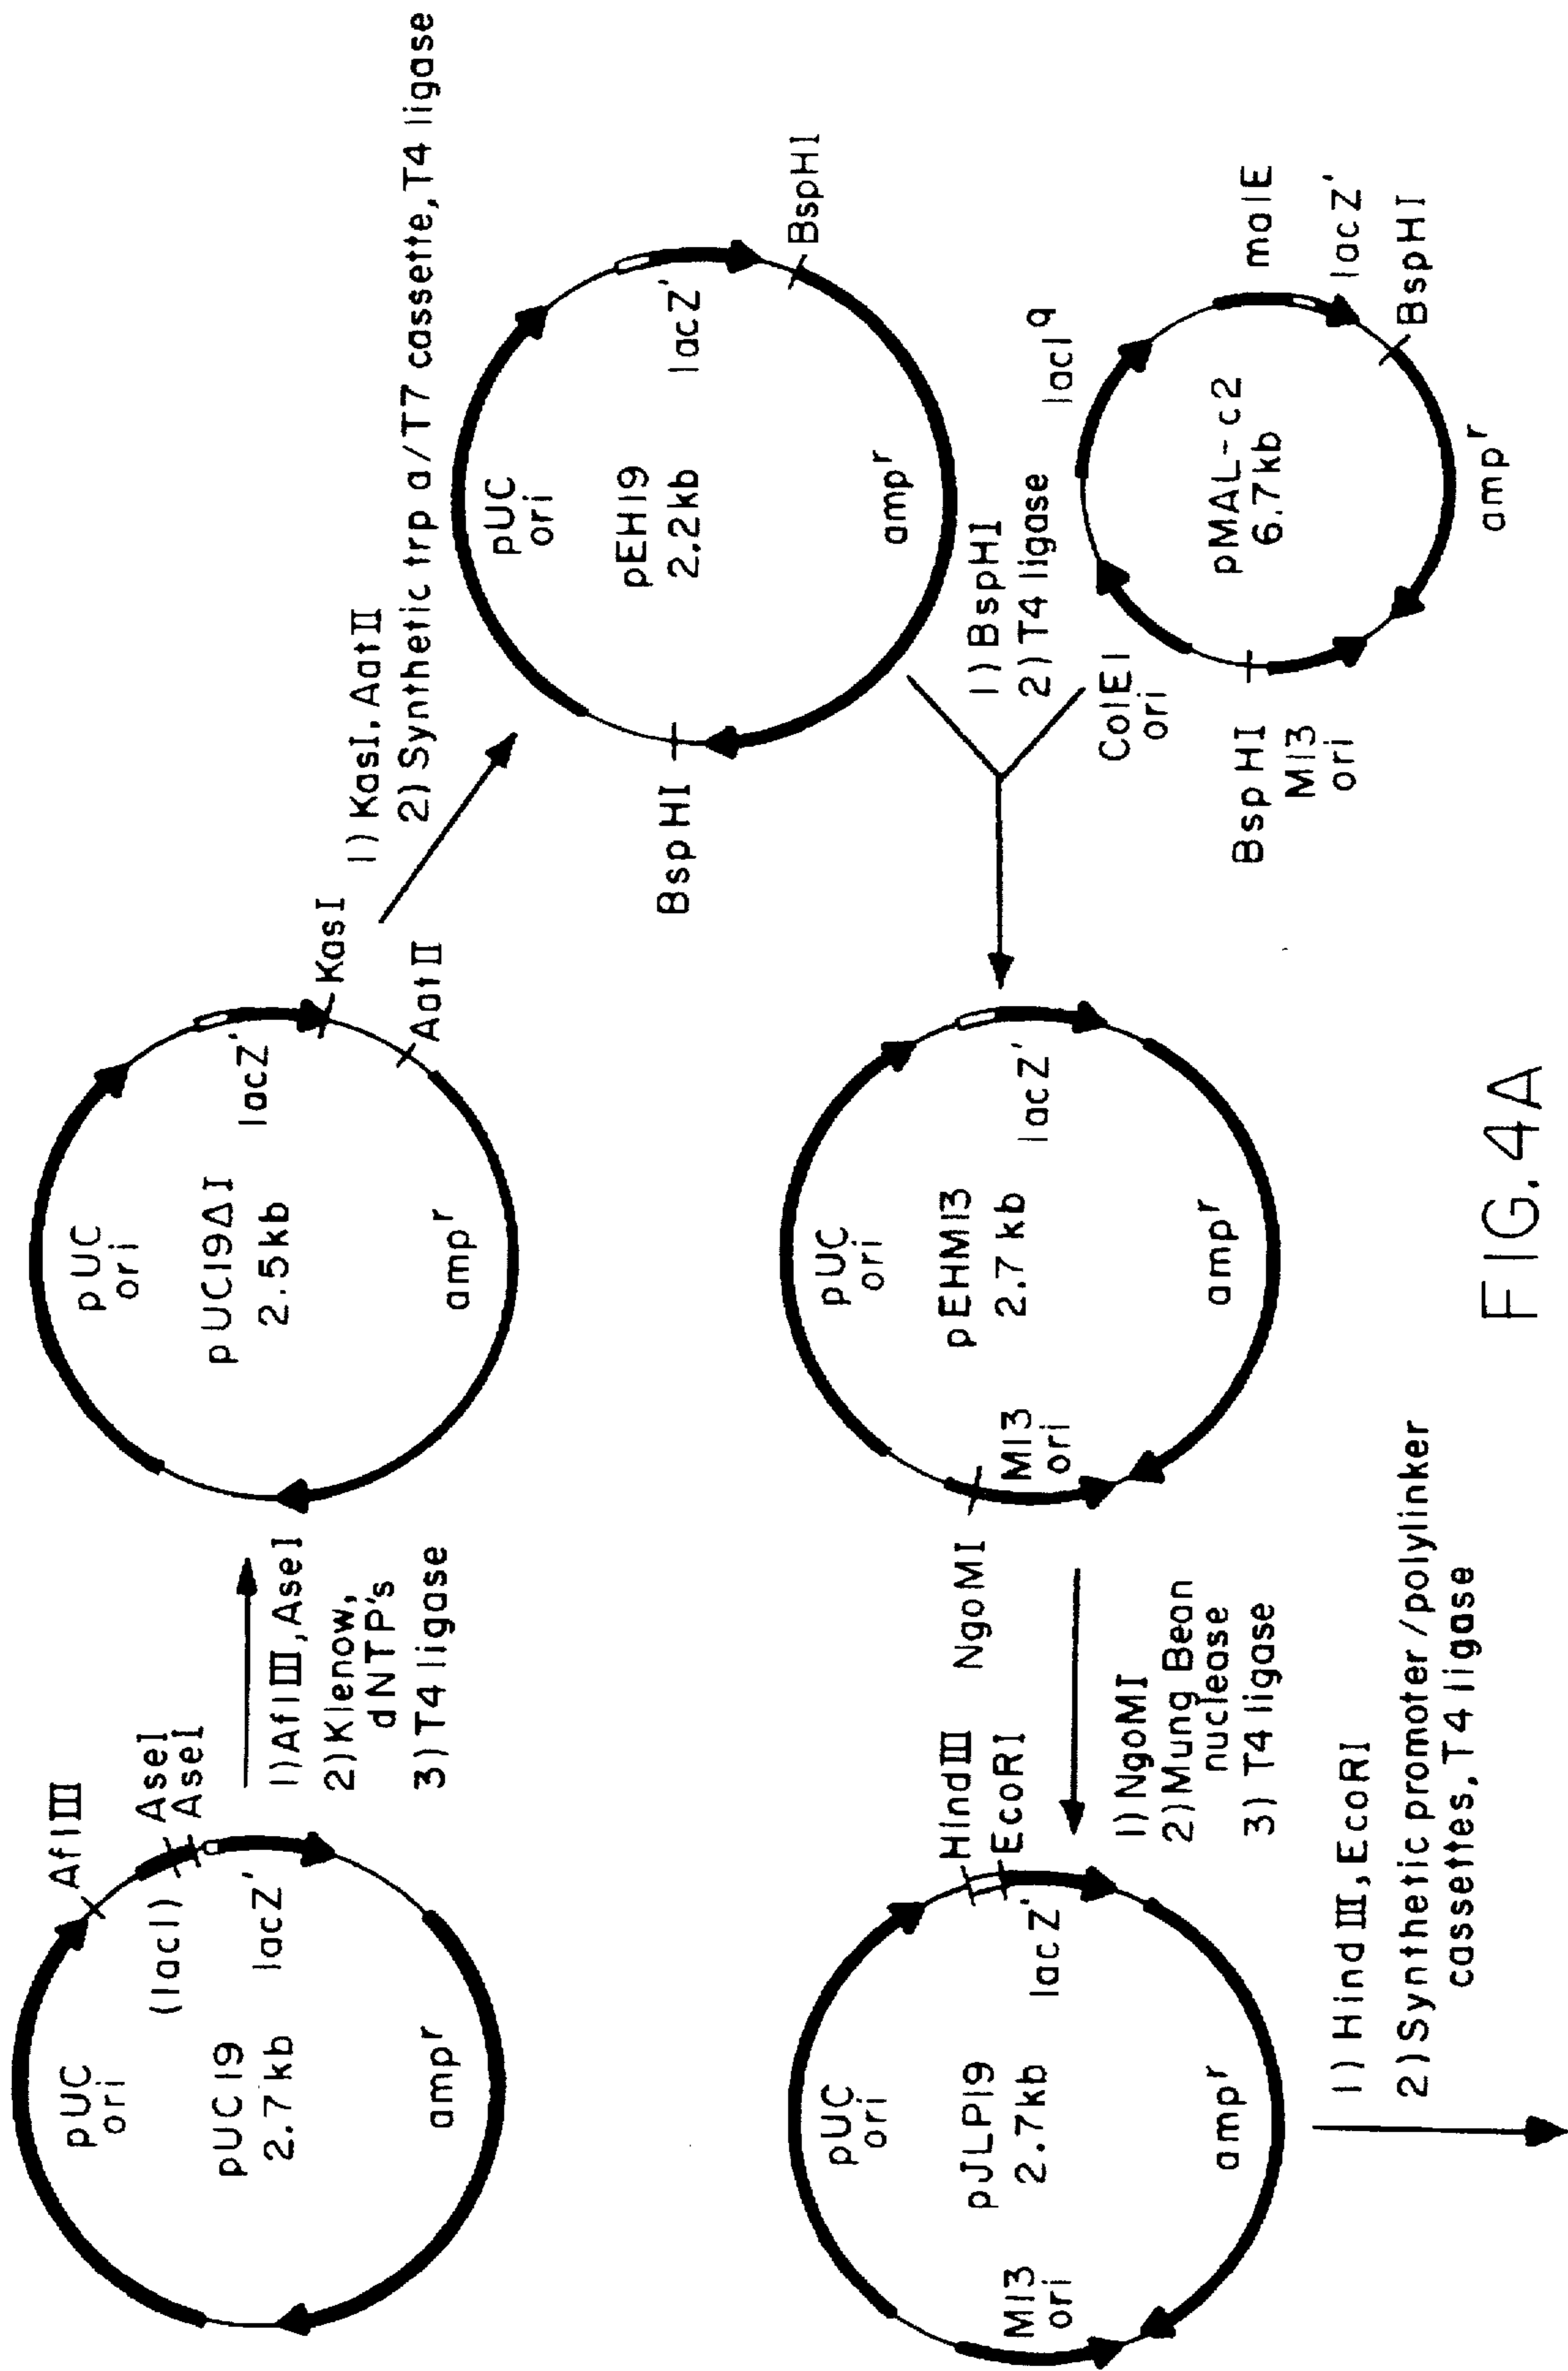 AflIII
AseI
AseI
(lacI)
pUC
ori
pUC19
2.7kb
lacZ'
ampr
1) AflIII, AseI
2) Klenow,
dNTP's
3) T4 ligase
pUC
ori
pUC19ΔI
2.5kb
lacZ'
ampr
KasI
AatII
1) KasI, AatII
2) Synthetic trp a/T7 cassette, T4 ligase
pUC
ori
pEH19
2.2kb
lacZ'
ampr
BspHI
BspHI
1) BspHI
2) T4 ligase
lacIq
malE
lacZ'
BspHI
pMAL-c2
6.7kb
ampr
ColE1
ori
BspHI
M13
ori
pUC
ori
pEHM13
2.7kb
lacZ'
M13
ori
ampr
NgoMI
1) NgoMI
2) Mung Bean
nuclease
3) T4 ligase
HindIII
EcoRI
pUC
ori
pJLP19
2.7kb
lacZ'
M13
ori
ampr
1) HindIII, EcoRI
2) Synthetic promoter/polylinker
cassettes, T4 ligase
FIG. 4A